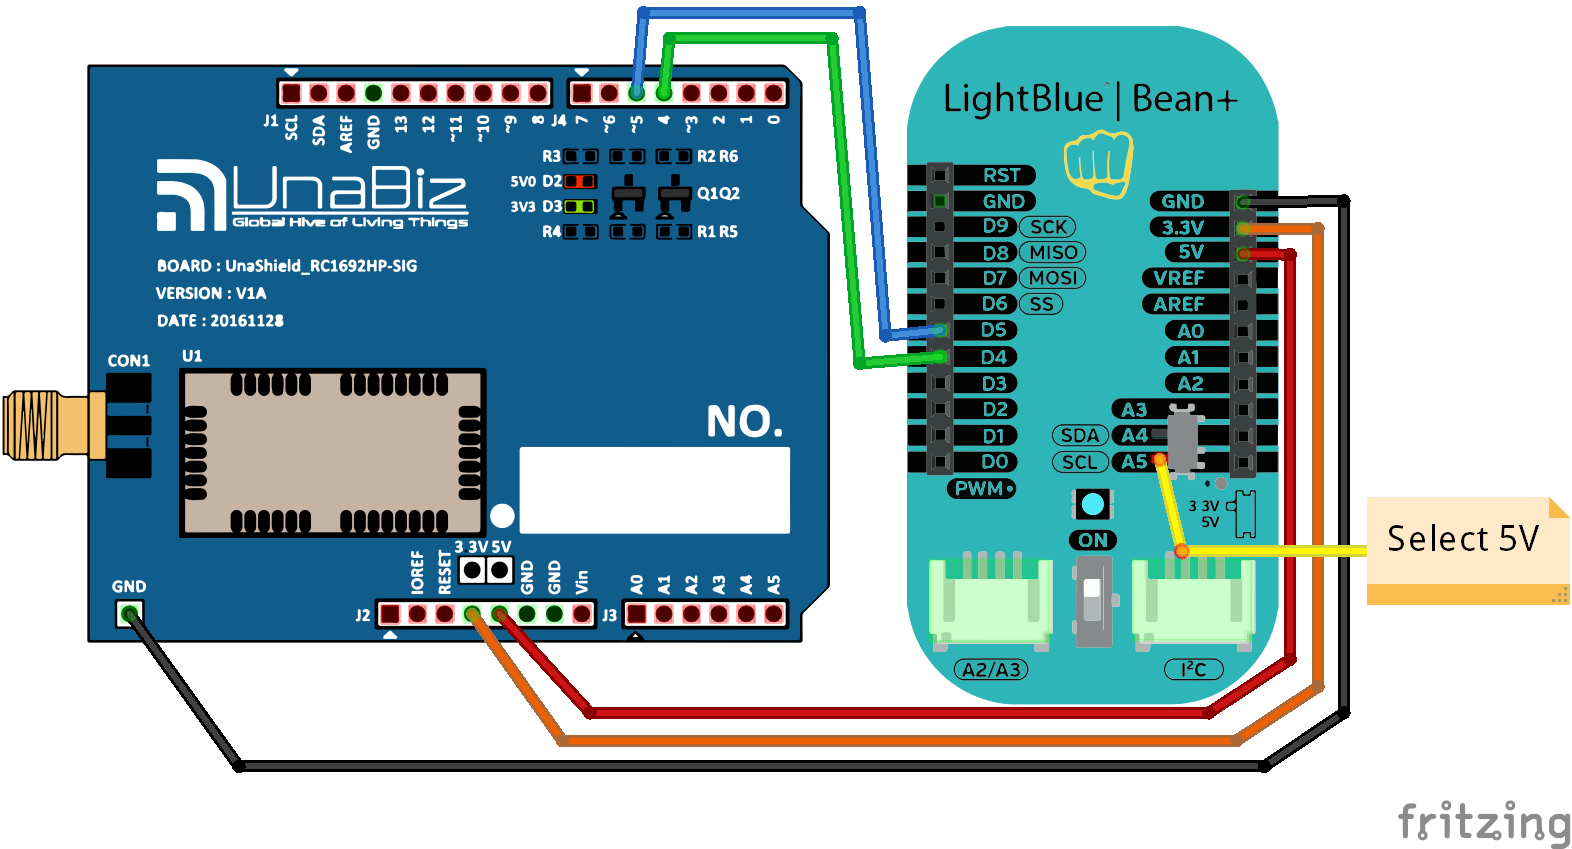 J1
SCL
SDA
AREF
GND
13
12
~11
~10
~9
8
J4
7
~6
~5
4
~3
2
1
0
R3
R2 R6
5V0 D2
3V3 D3
Q1Q2
R4
R1 R5
UnaBiz
Global Hive of Living Things
BOARD : UnaShield_RC1692HP-SIG
VERSION : V1A
DATE : 20161128
CON1
U1
NO.
GND
J2
IOREF
RESET
3 3V 5V
GND
GND
Vin
J3
A0
A1
A2
A3
A4
A5
LightBlue | Bean+
RST
GND
D9 SCK
D8 MISO
D7 MOSI
D6 SS
D5
D4
D3
D2
D1
D0
PWM•
GND
3.3V
5V
VREF
AREF
A0
A1
A2
A3
SDA A4
SCL A5
3 3V
5V
ON
A2/A3
I²C
Select 5V
fritzing